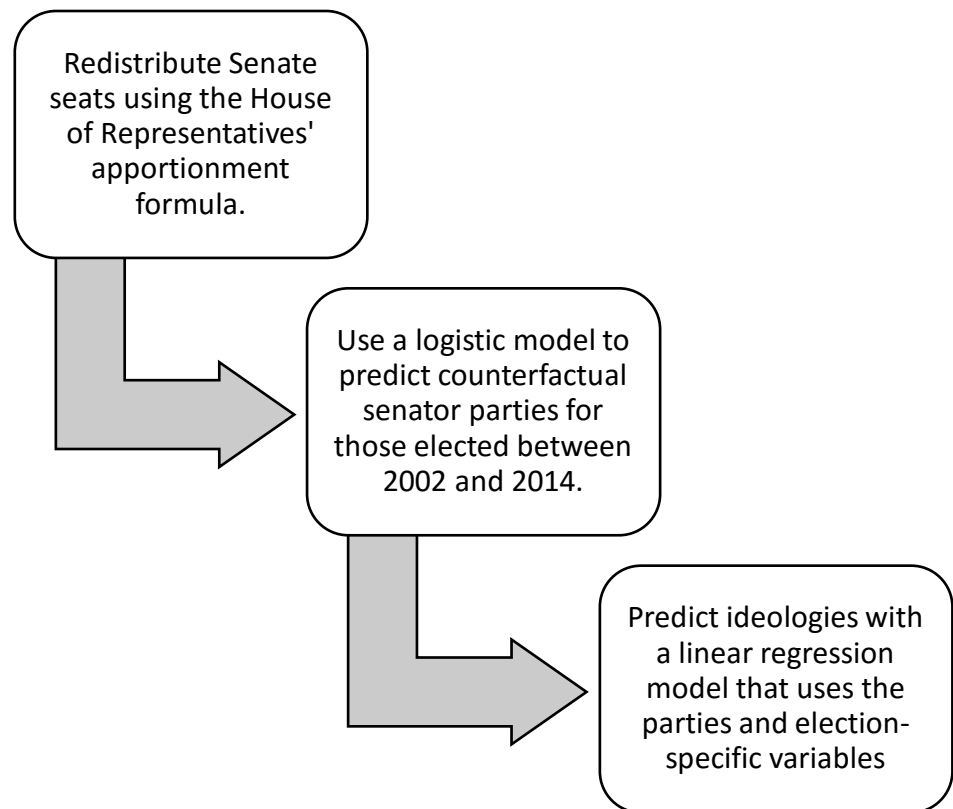 Redistribute Senate
seats using the House
of Representatives'
apportionment
formula.
Use a logistic model to
predict counterfactual
senator parties for
those elected between
2002 and 2014.
Predict ideologies with
a linear regression
model that uses the
parties and election-
specific variables